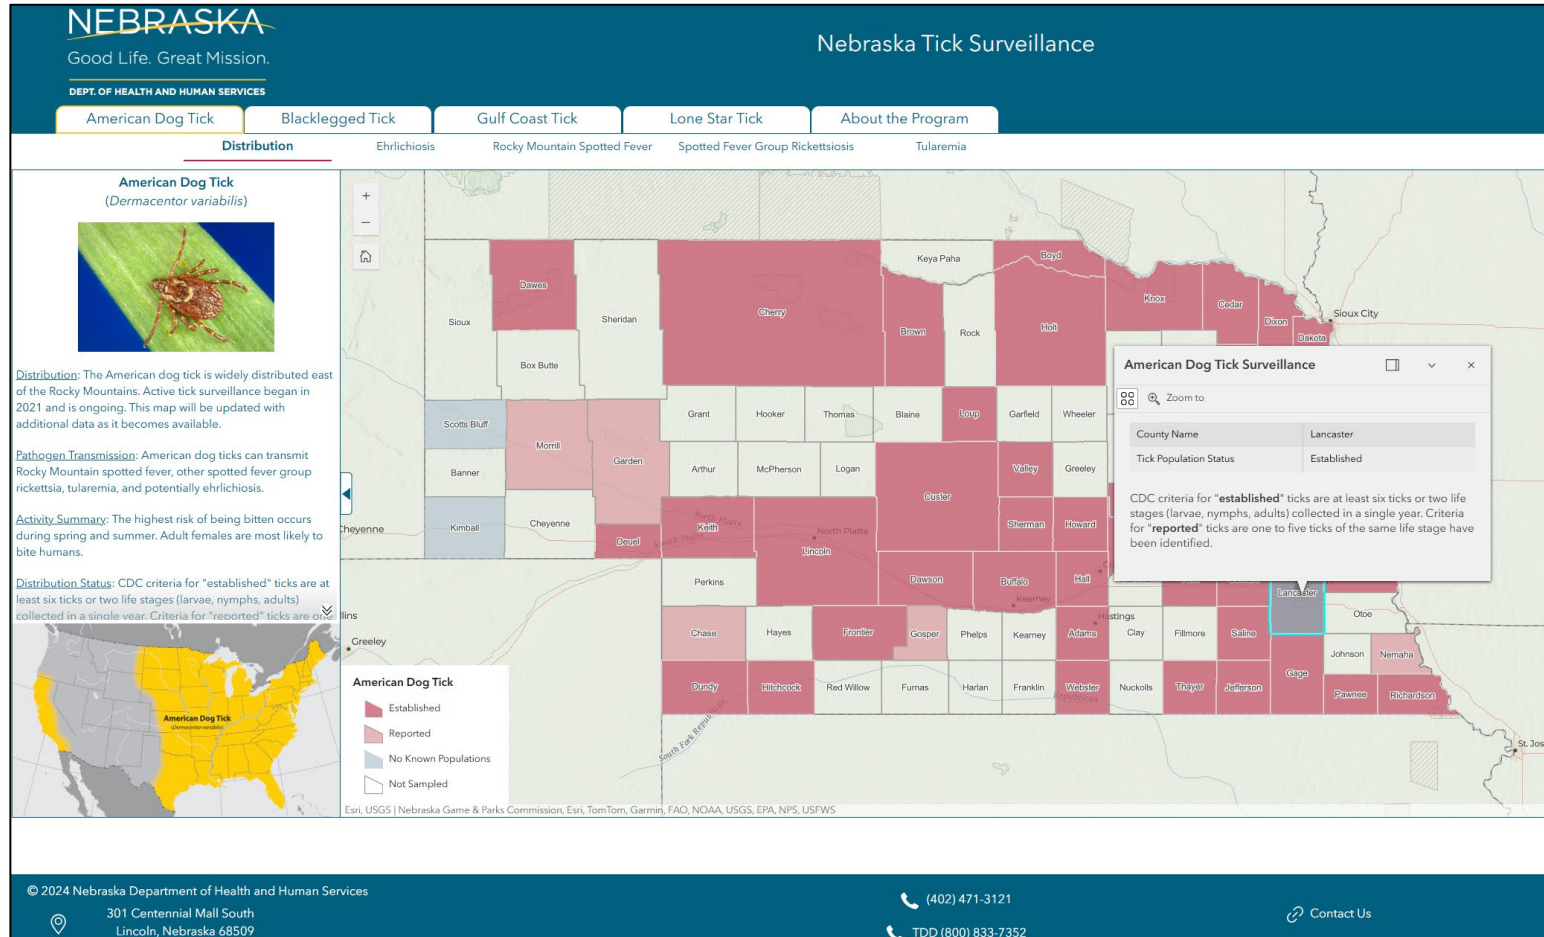 NEBRASKA
Good Life. Great Mission.
DEPT. OF HEALTH AND HUMAN SERVICES
Nebraska Tick Surveillance
American Dog Tick
Blacklegged Tick
Gulf Coast Tick
Lone Star Tick
About the Program
Distribution
Ehrlichiosis
Rocky Mountain Spotted Fever
Spotted Fever Group Rickettsiosis
Tularemia
American Dog Tick
(Dermacentor variabilis)
Distribution: The American dog tick is widely distributed east
of the Rocky Mountains. Active tick surveillance began in
2021 and is ongoing. This map will be updated with
additional data as it becomes available.
Pathogen Transmission: American dog ticks can transmit
Rocky Mountain spotted fever, other spotted fever group
rickettsia, tularemia, and potentially ehrlichiosis.
Activity Summary: The highest risk of being bitten occurs
during spring and summer. Adult females are most likely to
bite humans.
Distribution Status: CDC criteria for "established" ticks are at
least six ticks or two life stages (larvae, nymphs, adults)
collected in a single year. Criteria for "reported" ticks are one
American Dog Tick
(Dermacentor variabilis)
+
−
Keya Paha
Boyd
Dawes
Knox
Cedar
Cherry
Sioux
Sheridan
Brown
Rock
Holt
Dixon
Sioux City
Dakota
Box Butte
Grant
Hooker
Thomas
Blaine
Loup
Garfield
Wheeler
Scotts Bluff
Morrill
Garden
Banner
Arthur
McPherson
Logan
Valley
Greeley
Custer
Kimball
Cheyenne
Cheyenne
Deuel
Keith
North Platte
South Platte
North Platte
Lincoln
Sherman
Howard
Perkins
Dawson
Buffalo
Hall
Kearney
Lancaster
Otoe
llins
Greeley
Chase
Hayes
Frontier
Gosper
Phelps
Kearney
Adams
Hastings
Clay
Fillmore
Saline
Johnson
Nemaha
Gage
Dundy
Hitchcock
Red Willow
Furnas
Harlan
Franklin
Webster
Republican
Nuckolls
Thayer
Jefferson
Pawnee
Richardson
South Fork Republican
St. Jos
American Dog Tick Surveillance
Zoom to
County Name Lancaster
Tick Population Status Established
CDC criteria for "established" ticks are at least six ticks or two life
stages (larvae, nymphs, adults) collected in a single year. Criteria
for "reported" ticks are one to five ticks of the same life stage have
been identified.
American Dog Tick
Established
Reported
No Known Populations
Not Sampled
Esri, USGS | Nebraska Game & Parks Commission, Esri, TomTom, Garmin, FAO, NOAA, USGS, EPA, NPS, USFWS
© 2024 Nebraska Department of Health and Human Services
301 Centennial Mall South
Lincoln, Nebraska 68509
(402) 471-3121
TDD (800) 833-7352
Contact Us